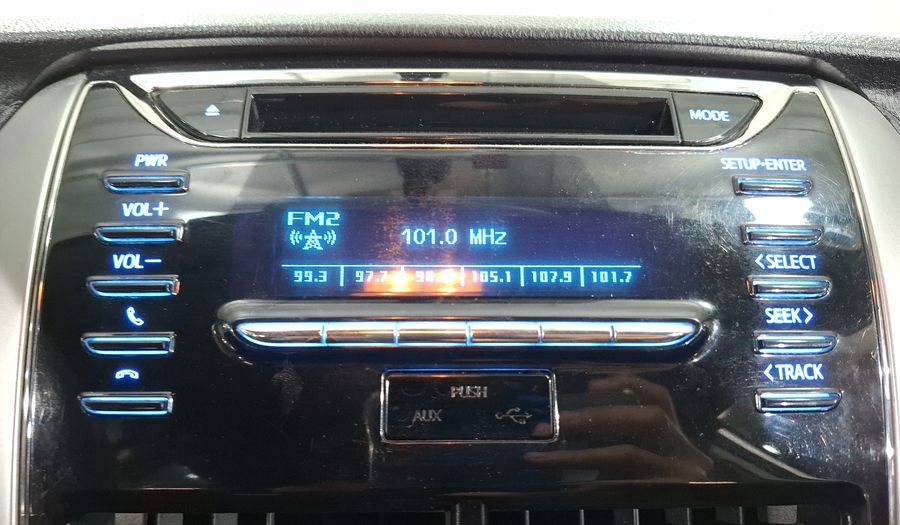 MODE
PWR
SETUP•ENTER
VOL+
FM2
101.0 MHz
VOL−
<SELECT
99.3 | 97.7 | | 105.1 | 107.9 | 101.7
SEEK>
<TRACK
PUSH
AUX